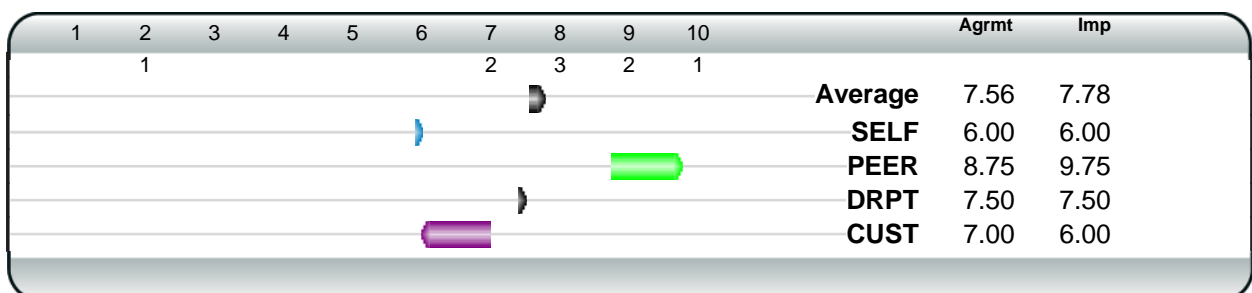 1 2 3 4 5 6 7 8 9 10 Agrmt Imp
1 2 3 2 1
Average 7.56 7.78
SELF 6.00 6.00
PEER 8.75 9.75
DRPT 7.50 7.50
CUST 7.00 6.00